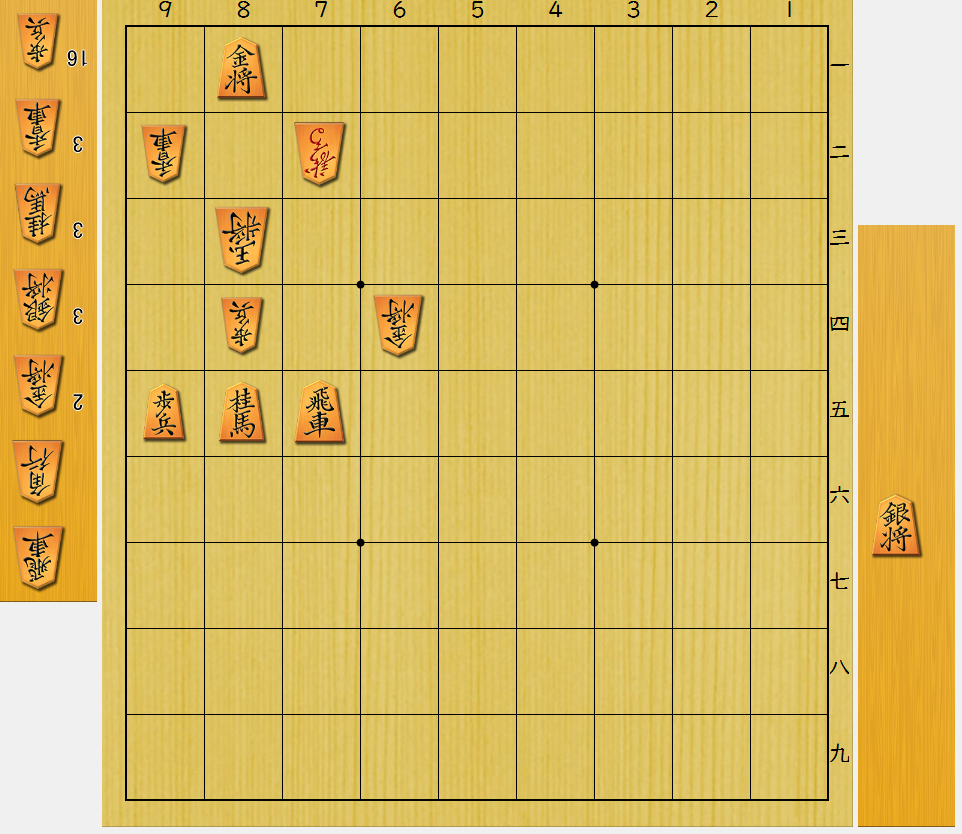 9 8 7 6 5 4 3 2 1
歩兵 16
香車 3
桂馬 3
銀将 3
金将 2
角行
飛車
金将 一
香車 龍馬 二
玉将 三
歩兵 金将 四
歩兵 桂馬 飛車 五
六
銀将
七
八
九